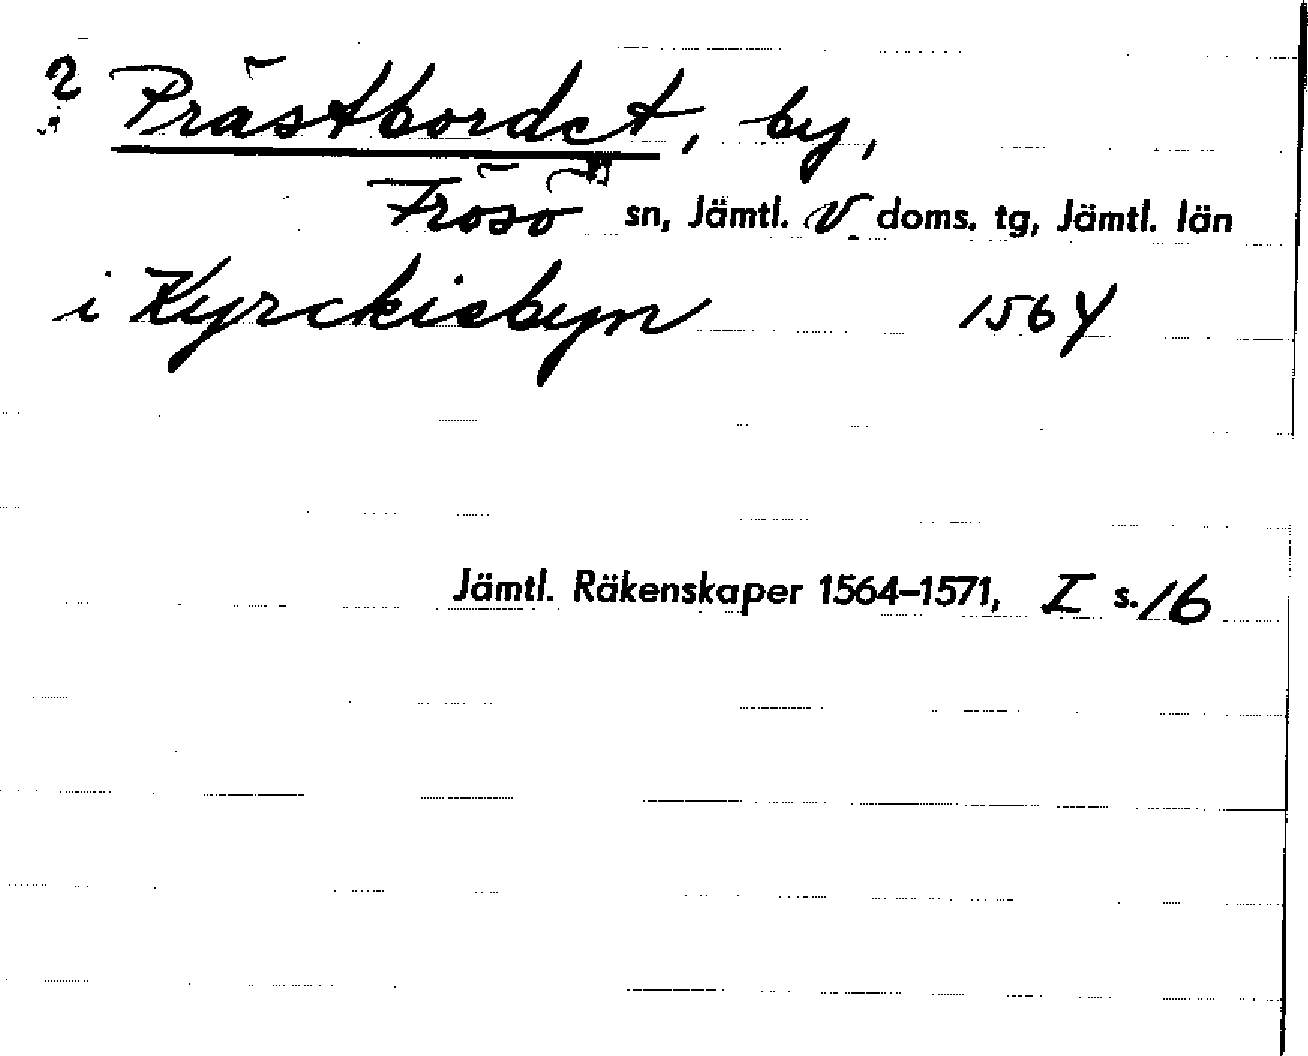 ? Prästbordet, by,
Frösö sn, Jämtl. V doms. tg, Jämtl. län
i Kyrckiebyn 1564
Jämtl. Räkenskaper 1564–1571, I s. 16